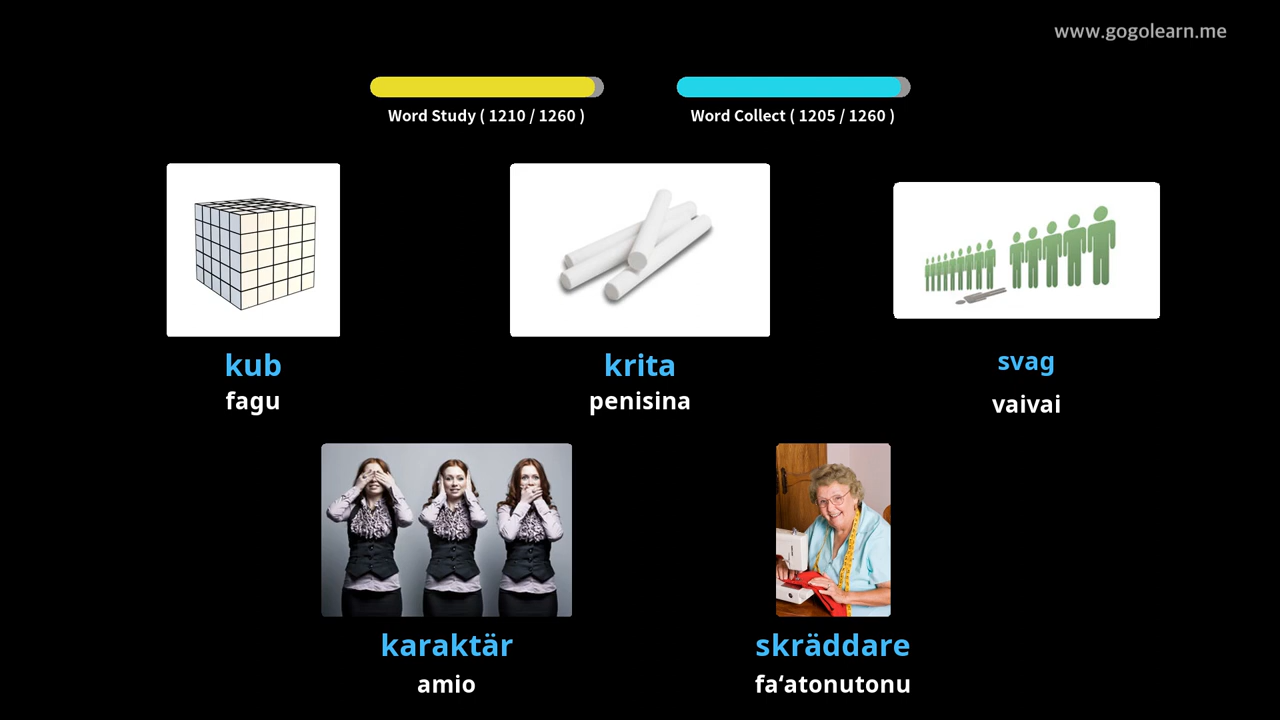 www.gogolearn.me
Word Study ( 1210 / 1260 )
Word Collect ( 1205 / 1260 )
kub
fagu
krita
penisina
svag
vaivai
karaktär
amio
skräddare
fa‘atonutonu